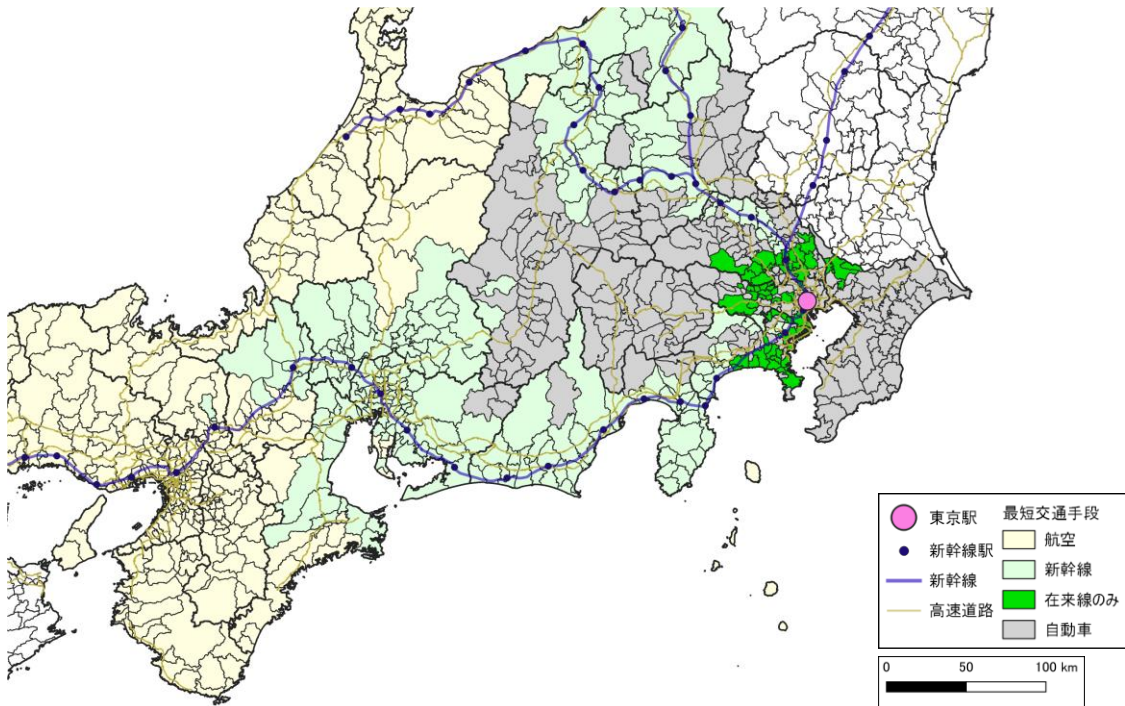 東京駅
新幹線駅
新幹線
高速道路
最短交通手段
航空
新幹線
在来線のみ
自動車
0 50 100 km